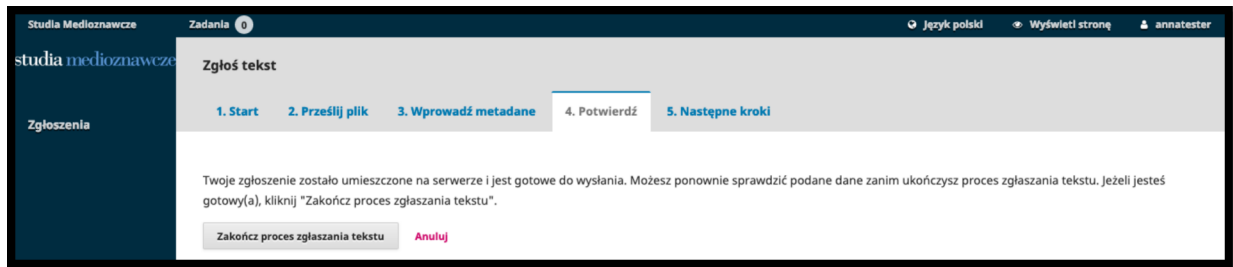 Studia Medioznawcze Zadania 0 Język polski Wyświetl stronę annatester
studia medioznawcze
Zgłoś tekst
1. Start 2. Prześlij plik 3. Wprowadź metadane 4. Potwierdź 5. Następne kroki
Zgłoszenia
Twoje zgłoszenie zostało umieszczone na serwerze i jest gotowe do wysłania. Możesz ponownie sprawdzić podane dane zanim ukończysz proces zgłaszania tekstu. Jeżeli jesteś
gotowy(a), kliknij "Zakończ proces zgłaszania tekstu".
Zakończ proces zgłaszania tekstu Anuluj